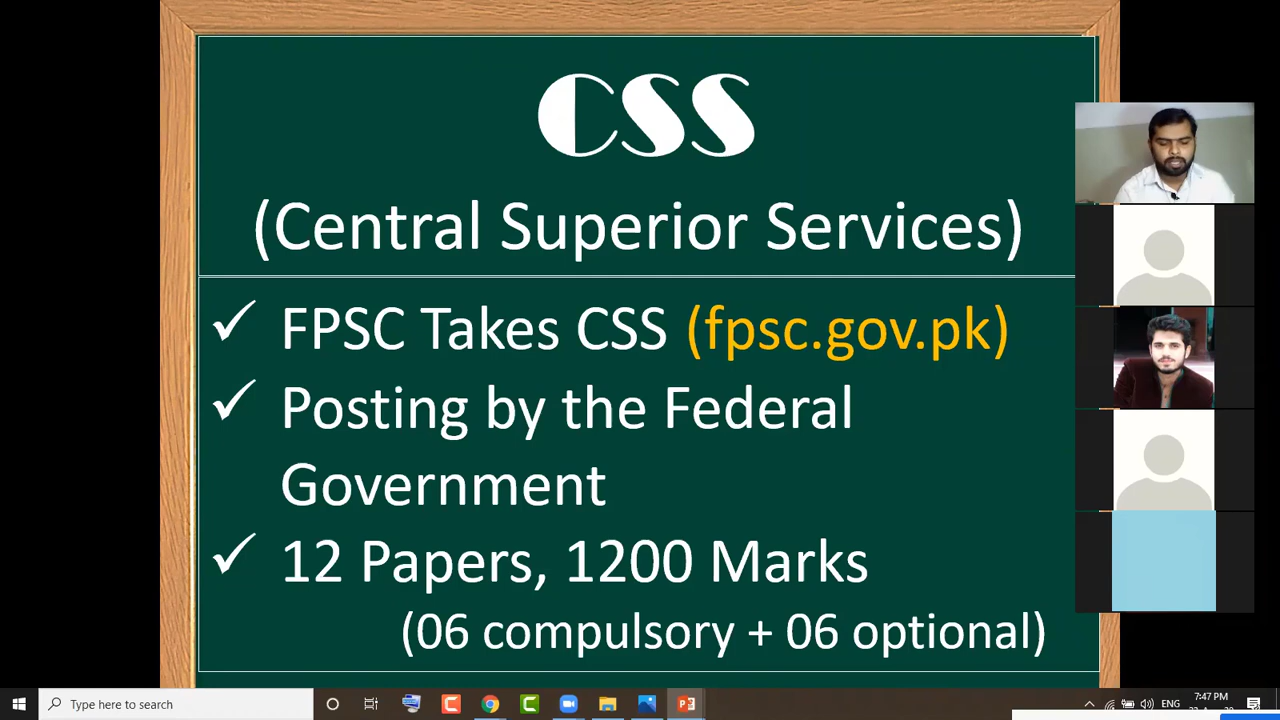 CSS
(Central Superior Services)
✓ FPSC Takes CSS (fpsc.gov.pk)
✓ Posting by the Federal
Government
✓ 12 Papers, 1200 Marks
(06 compulsory + 06 optional)
Type here to search
ENG
7:47 PM